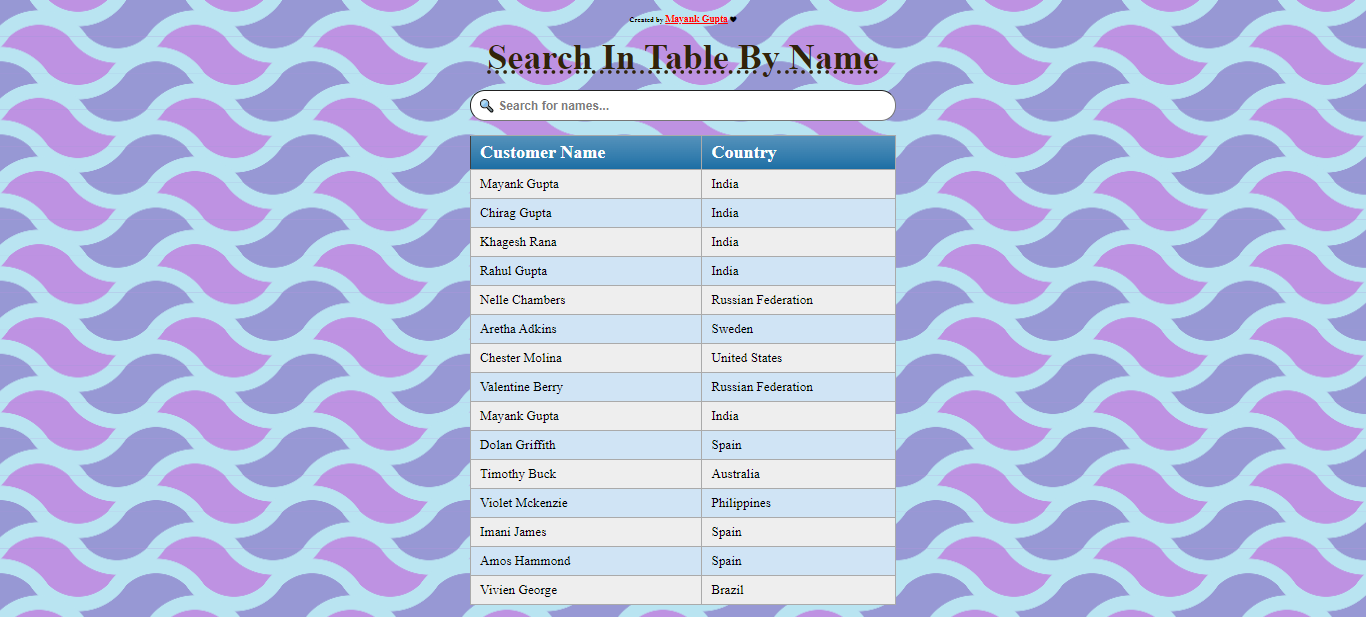 Created by Mayank Gupta ♥
Search In Table By Name
Search for names...
Customer Name Country
Mayank Gupta India
Chirag Gupta India
Khagesh Rana India
Rahul Gupta India
Nelle Chambers Russian Federation
Aretha Adkins Sweden
Chester Molina United States
Valentine Berry Russian Federation
Mayank Gupta India
Dolan Griffith Spain
Timothy Buck Australia
Violet Mckenzie Philippines
Imani James Spain
Amos Hammond Spain
Vivien George Brazil